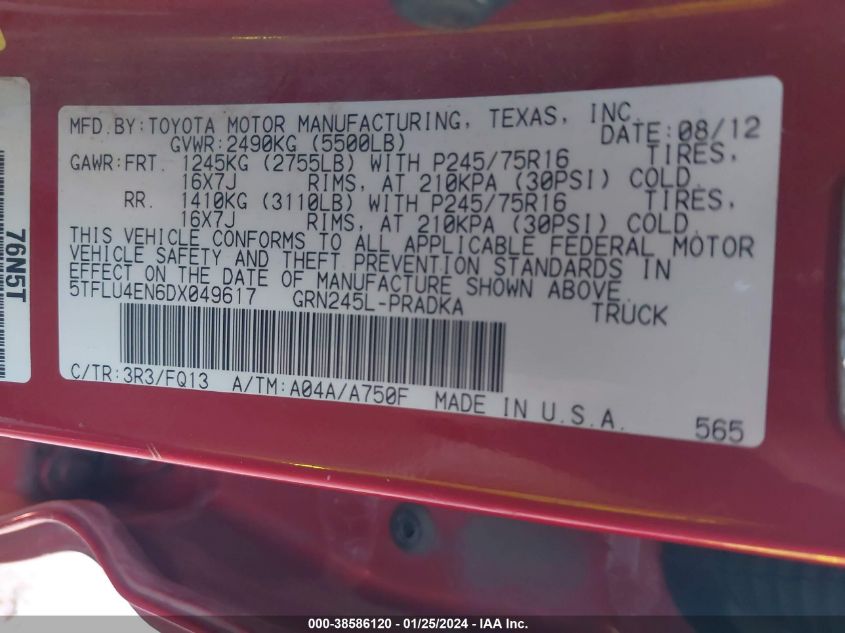 MFD.BY:TOYOTA MOTOR MANUFACTURING, TEXAS, INC.
GVWR:2490KG (5500LB) DATE:08/12
GAWR:FRT. 1245KG (2755LB) WITH P245/75R16 TIRES,
16X7J RIMS, AT 210KPA (30PSI) COLD.
RR. 1410KG (3110LB) WITH P245/75R16 TIRES,
16X7J RIMS, AT 210KPA (30PSI) COLD.
THIS VEHICLE CONFORMS TO ALL APPLICABLE FEDERAL MOTOR
VEHICLE SAFETY AND THEFT PREVENTION STANDARDS IN
EFFECT ON THE DATE OF MANUFACTURE SHOWN ABOVE.
5TFLU4EN6DX049617 GRN245L-PRADKA TRUCK
C/TR:3R3/FQ13 A/TM:A04A/A750F MADE IN U.S.A.
565
76N5T
000-38586120 - 01/25/2024 - IAA Inc.